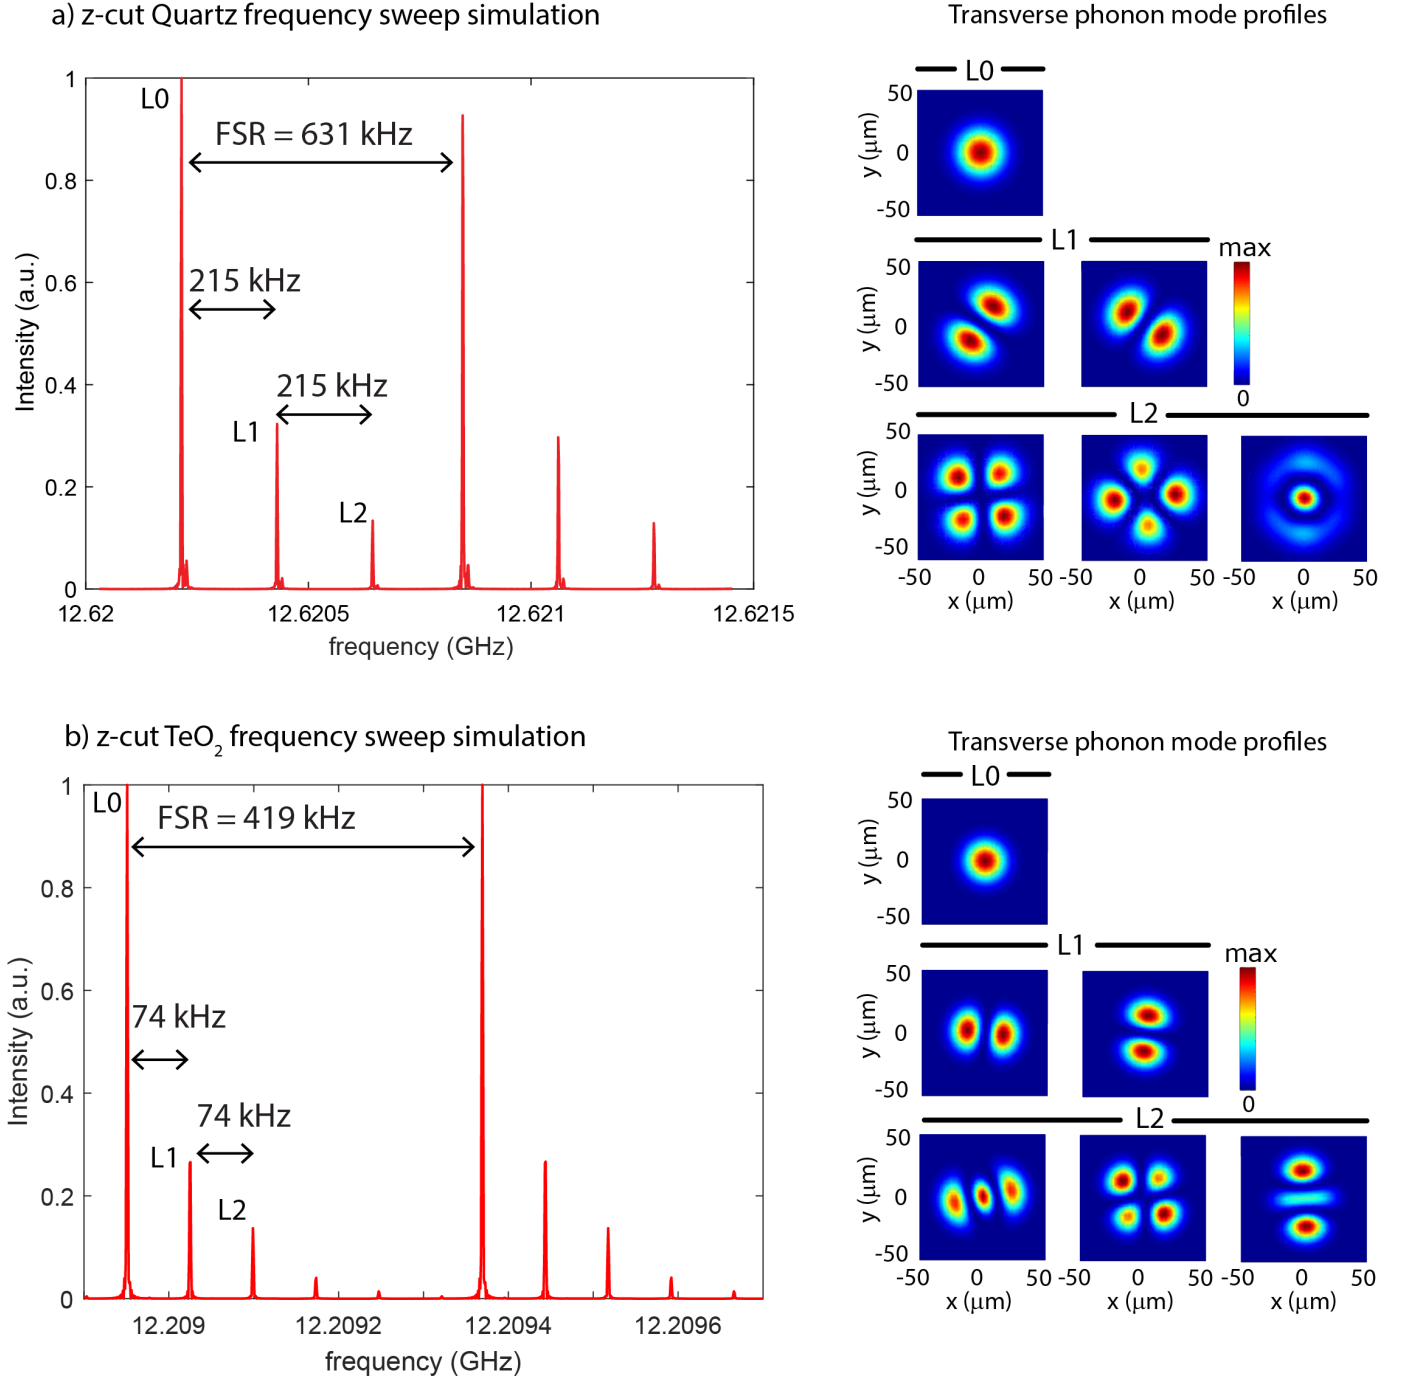 a) z-cut Quartz frequency sweep simulation
Transverse phonon mode profiles
1
0.8
0.6
0.4
0.2
0
Intensity (a.u.)
L0
FSR = 631 kHz
215 kHz
215 kHz
L1
L2
12.62 12.6205 12.621 12.6215
frequency (GHz)
L0
50
0
-50
y (μm)
L1
50
0
-50
y (μm)
max
0
L2
50
0
-50
y (μm)
-50 0 50 -50 0 50 -50 0 50
x (μm) x (μm) x (μm)
b) z-cut TeO2 frequency sweep simulation
Transverse phonon mode profiles
1
0.8
0.6
0.4
0.2
0
Intensity (a.u.)
L0
FSR = 419 kHz
74 kHz
74 kHz
L1
L2
12.209 12.2092 12.2094 12.2096
frequency (GHz)
L0
50
0
-50
y (μm)
L1
50
0
-50
y (μm)
max
0
L2
50
0
-50
y (μm)
-50 0 50 -50 0 50 -50 0 50
x (μm) x (μm) x (μm)